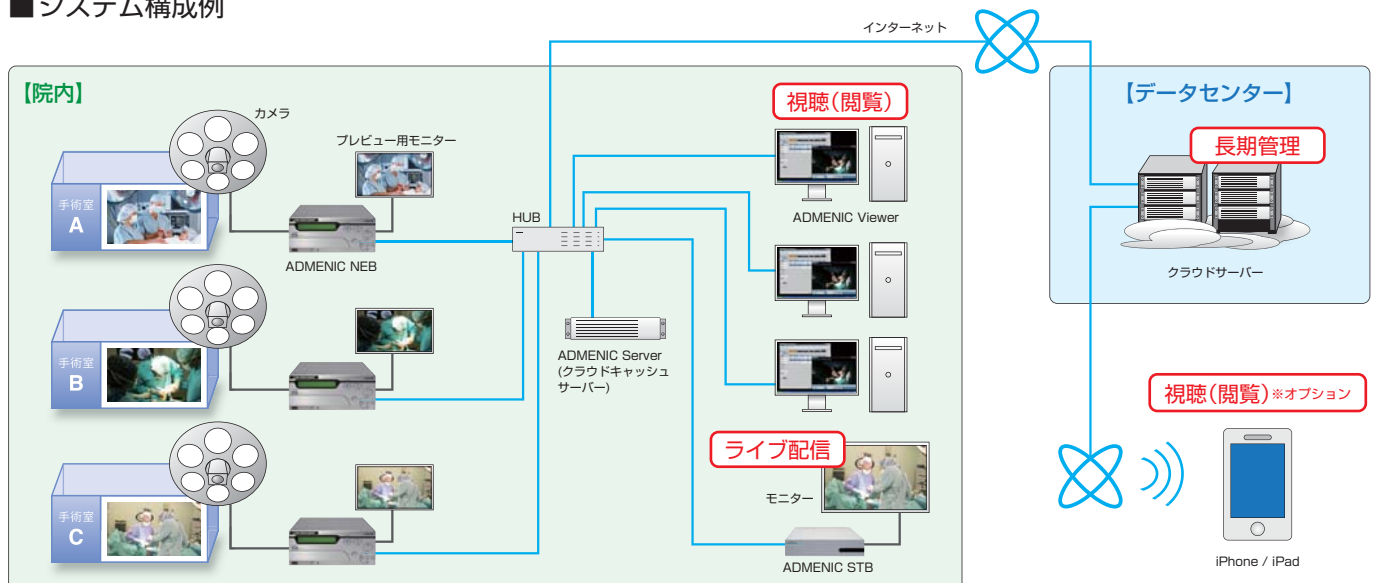 ■システム構成例
インターネット
【院内】
カメラ
プレビュー用モニター
手術室
A
ADMENIC NEB
HUB
視聴(閲覧)
ADMENIC Viewer
手術室
B
ADMENIC Server
(クラウドキャッシュ
サーバー)
手術室
C
ライブ配信
モニター
ADMENIC STB
【データセンター】
長期管理
クラウドサーバー
視聴(閲覧)※オプション
iPhone / iPad